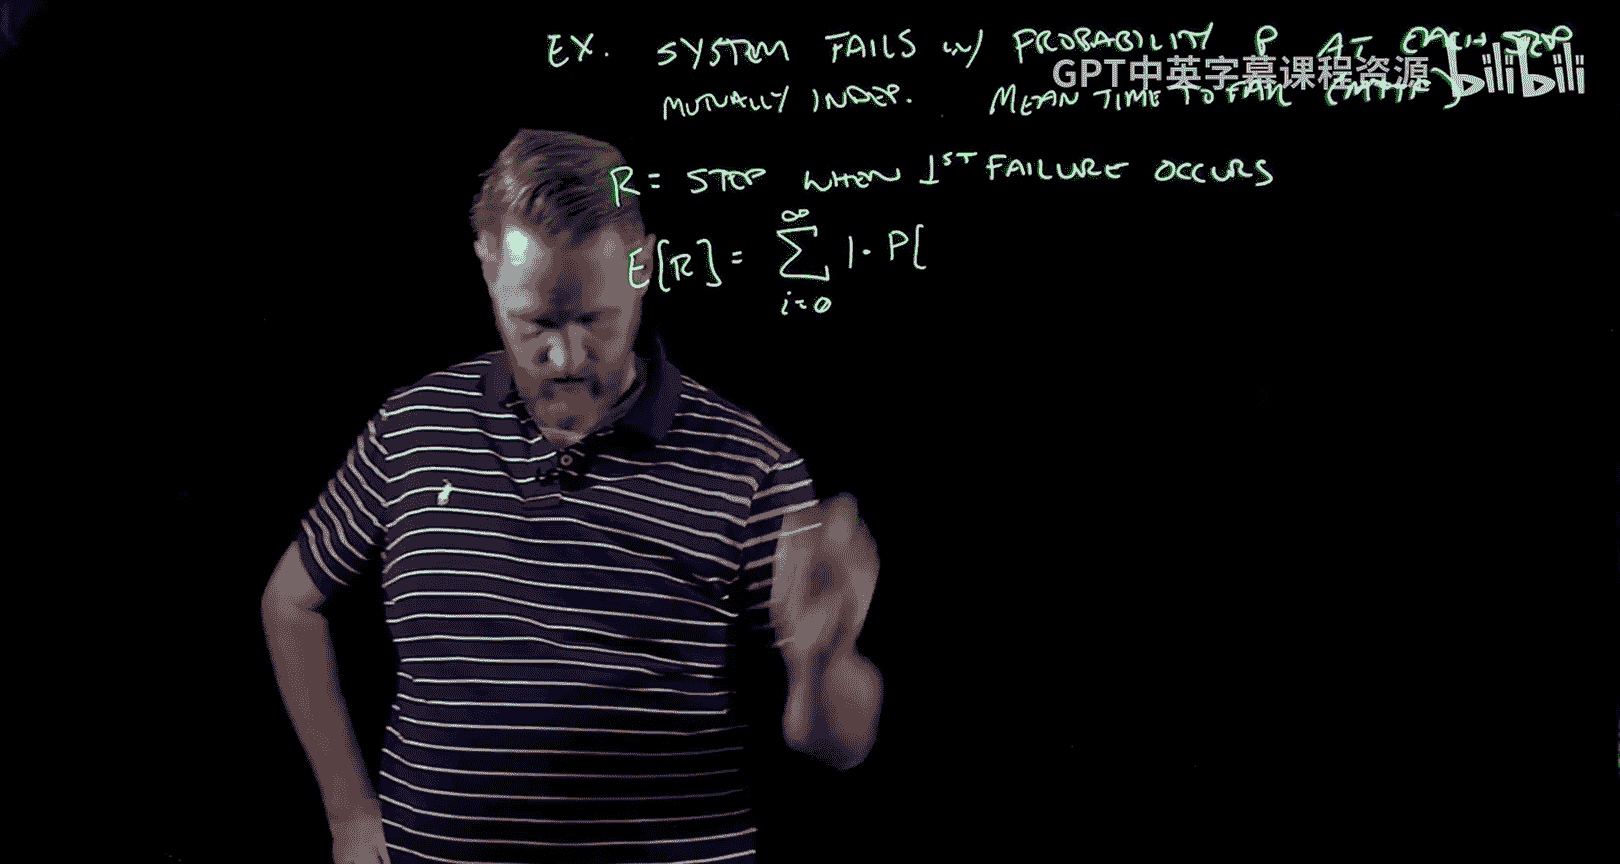 EX. SYSTEM FAILS w/ PROBABILITY P AT EACH STEP
GPT中英字幕课程资源 bilibili
MUTUALLY INDEP. MEAN TIME TO FAIL (MTTF)
R = STEP WHEN 1ST FAILURE OCCURS
E[R] = ∞∑i=0 1· P[